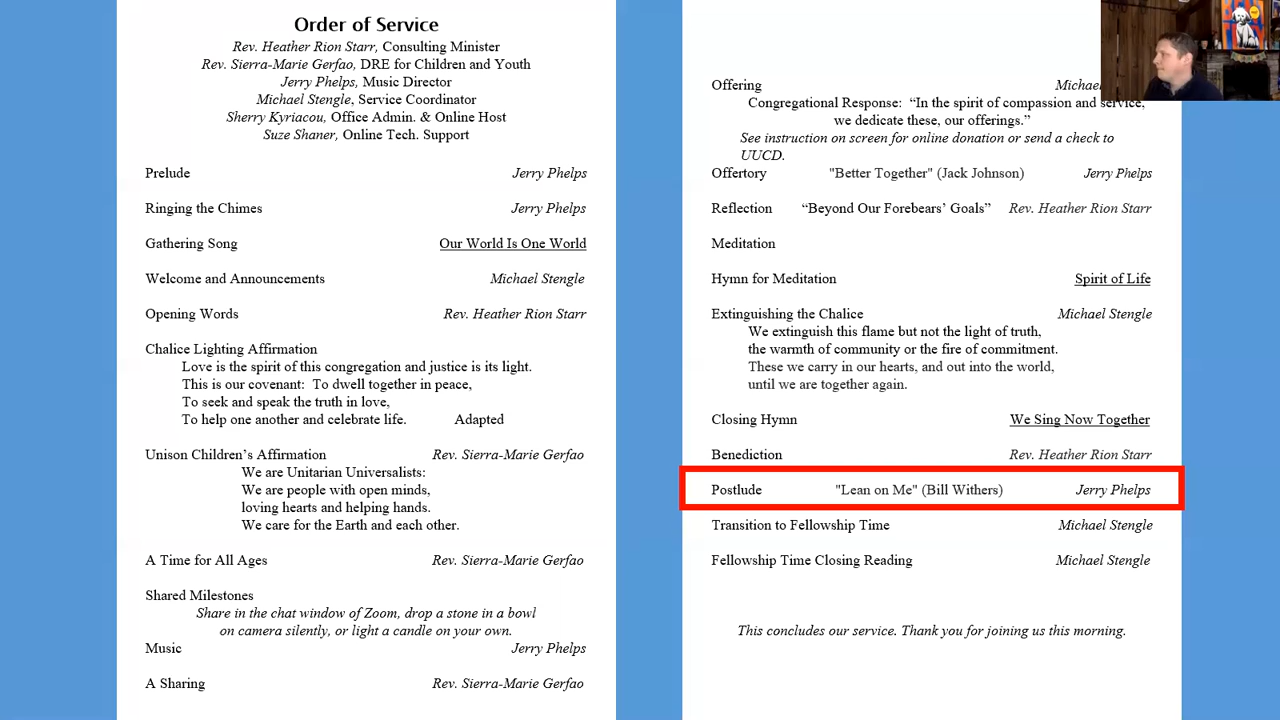 Order of Service
Rev. Heather Rion Starr, Consulting Minister
Rev. Sierra-Marie Gerfao, DRE for Children and Youth
Jerry Phelps, Music Director
Michael Stengle, Service Coordinator
Sherry Kyriacou, Office Admin. & Online Host
Suze Shaner, Online Tech. Support
Prelude Jerry Phelps
Ringing the Chimes Jerry Phelps
Gathering Song Our World Is One World
Welcome and Announcements Michael Stengle
Opening Words Rev. Heather Rion Starr
Chalice Lighting Affirmation
Love is the spirit of this congregation and justice is its light.
This is our covenant: To dwell together in peace,
To seek and speak the truth in love,
To help one another and celebrate life. Adapted
Unison Children’s Affirmation Rev. Sierra-Marie Gerfao
We are Unitarian Universalists:
We are people with open minds,
loving hearts and helping hands.
We care for the Earth and each other.
A Time for All Ages Rev. Sierra-Marie Gerfao
Shared Milestones
Share in the chat window of Zoom, drop a stone in a bowl
on camera silently, or light a candle on your own.
Music Jerry Phelps
A Sharing Rev. Sierra-Marie Gerfao
Offering
Congregational Response: “In the spirit of compassion and service,
we dedicate these, our offerings.”
See instruction on screen for online donation or send a check to
UUCD.
Offertory "Better Together" (Jack Johnson) Jerry Phelps
Reflection “Beyond Our Forebears’ Goals” Rev. Heather Rion Starr
Meditation
Hymn for Meditation Spirit of Life
Extinguishing the Chalice Michael Stengle
We extinguish this flame but not the light of truth,
the warmth of community or the fire of commitment.
These we carry in our hearts, and out into the world,
until we are together again.
Closing Hymn We Sing Now Together
Benediction Rev. Heather Rion Starr
Postlude "Lean on Me" (Bill Withers) Jerry Phelps
Transition to Fellowship Time Michael Stengle
Fellowship Time Closing Reading Michael Stengle
This concludes our service. Thank you for joining us this morning.